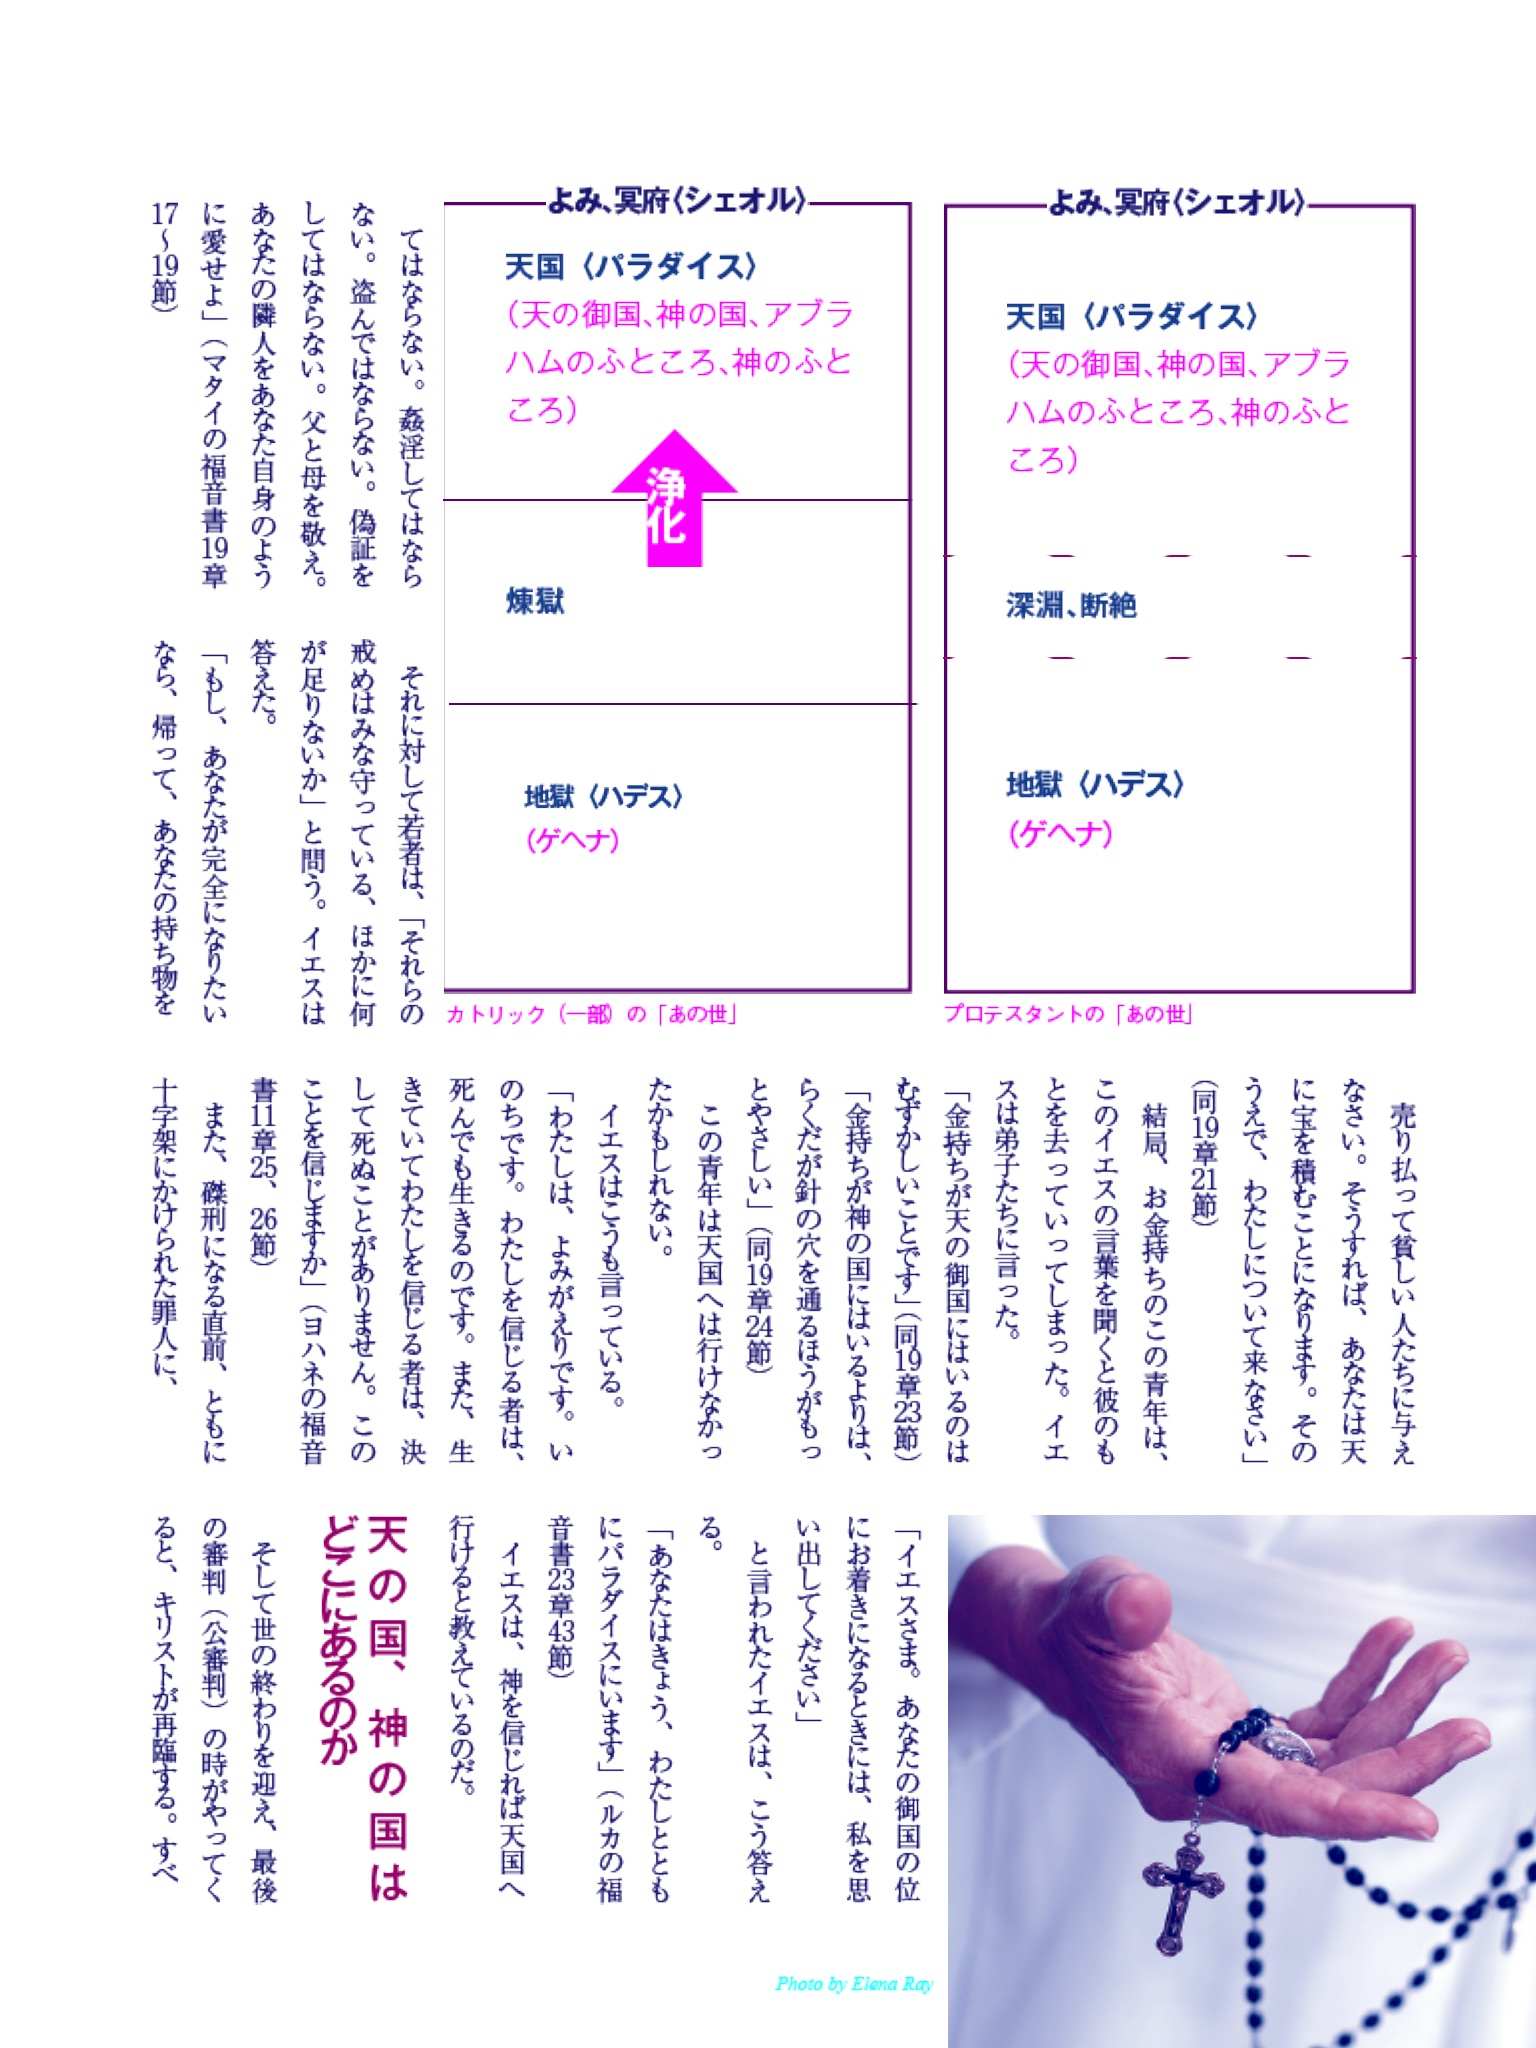 よみ、冥府〈シェオル〉
天国〈パラダイス〉
（天の御国、神の国、アブラ
ハムのふところ、神のふと
ころ）
深淵、断絶
地獄〈ハデス〉
（ゲヘナ）
プロテスタントの「あの世」
よみ、冥府〈シェオル〉
天国〈パラダイス〉
（天の御国、神の国、アブラ
ハムのふところ、神のふと
ころ）
浄化
煉獄
地獄〈ハデス〉
（ゲヘナ）
カトリック（一部）の「あの世」
てはならない。姦淫してはなら
ない。盗んではならない。偽証を
してはならない。父と母を敬え。
あなたの隣人をあなた自身のよう
に愛せよ」（マタイの福音書19章
17〜19節）
それに対して若者は、「それらの
戒めはみな守っている、ほかに何
が足りないか」と問う。イエスは
答えた。
「もし、あなたが完全になりたい
なら、帰って、あなたの持ち物を
売り払って貧しい人たちに与え
なさい。そうすれば、あなたは天
に宝を積むことになります。その
うえで、わたしについて来なさい」
（同19章21節）
結局、お金持ちのこの青年は、
このイエスの言葉を聞くと彼のも
とを去っていってしまった。イエ
スは弟子たちに言った。
「金持ちが天の御国にはいるのは
むずかしいことです」（同19章23節）
「金持ちが神の国にはいるよりは、
らくだが針の穴を通るほうがもっ
とやさしい」（同19章24節）
この青年は天国へは行けなかっ
たかもしれない。
イエスはこうも言っている。
「わたしは、よみがえりです。い
のちです。わたしを信じる者は、
死んでも生きるのです。また、生
きていてわたしを信じる者は、決
して死ぬことがありません。この
ことを信じますか」（ヨハネの福音
書11章25、26節）
また、磔刑になる直前、ともに
十字架にかけられた罪人に、
「イエスさま。あなたの御国の位
にお着きになるときには、私を思
い出してください」
と言われたイエスは、こう答え
る。
「あなたはきょう、わたしととも
にパラダイスにいます」（ルカの福
音書23章43節）
イエスは、神を信じれば天国へ
行けると教えているのだ。
天の国、神の国は
どこにあるのか
そして世の終わりを迎え、最後
の審判（公審判）の時がやってく
ると、キリストが再臨する。すべ
Photo by Elena Ray